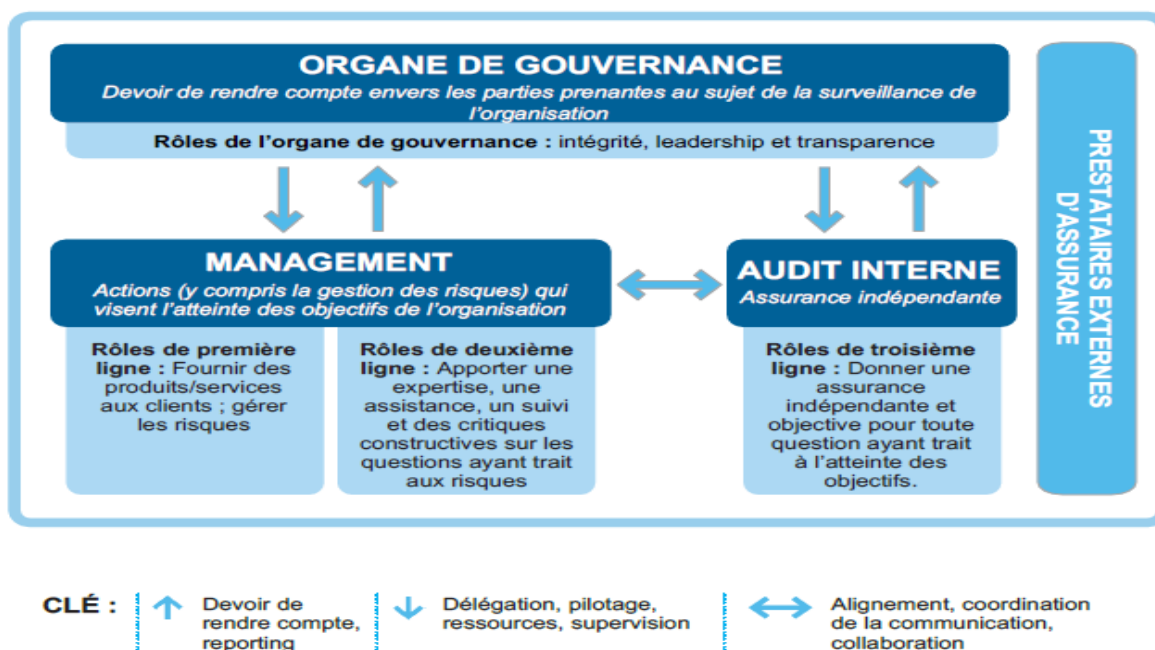 ORGANE DE GOUVERNANCE
Devoir de rendre compte envers les parties prenantes au sujet de la surveillance de
l'organisation
Rôles de l'organe de gouvernance : intégrité, leadership et transparence
MANAGEMENT
Actions (y compris la gestion des risques) qui
visent l'atteinte des objectifs de l'organisation
Rôles de première
ligne : Fournir des
produits/services
aux clients ; gérer
les risques
Rôles de deuxième
ligne : Apporter une
expertise, une
assistance, un suivi
et des critiques
constructives sur les
questions ayant trait
aux risques
AUDIT INTERNE
Assurance indépendante
Rôles de troisième
ligne : Donner une
assurance
indépendante et
objective pour toute
question ayant trait
à l'atteinte des
objectifs.
PRESTATAIRES EXTERNES
D'ASSURANCE
CLÉ :
Devoir de
rendre compte,
reporting
Délégation, pilotage,
ressources, supervision
Alignement, coordination
de la communication,
collaboration